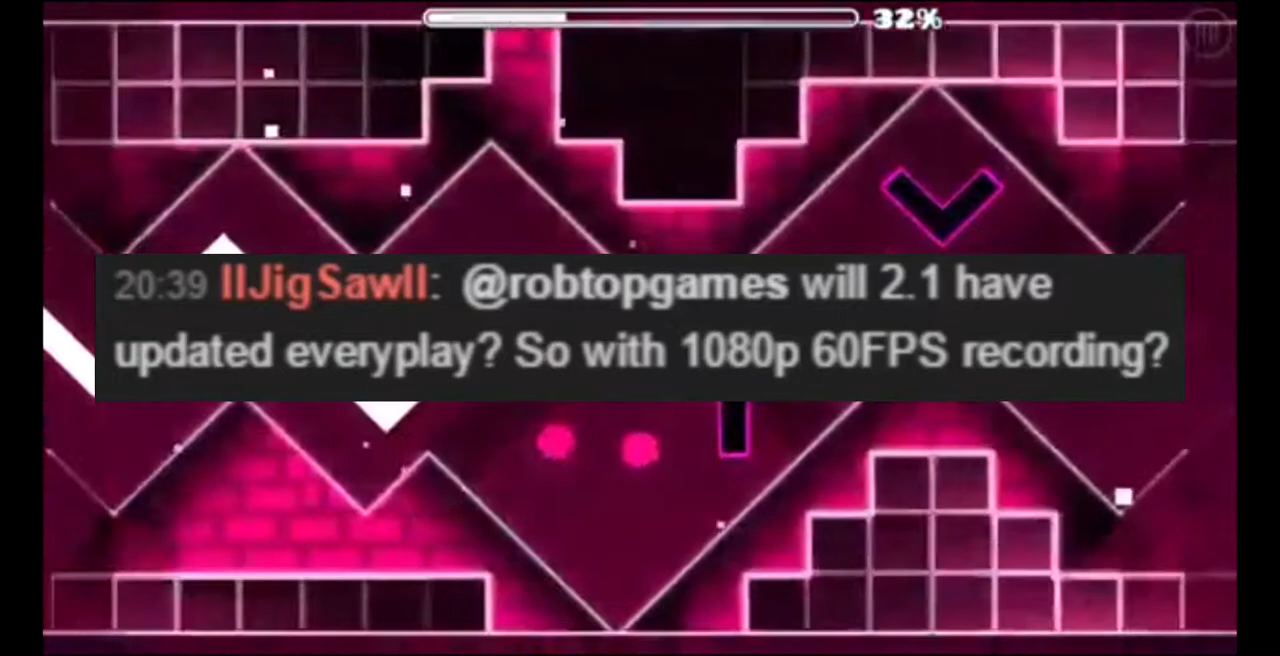 32%
20:39 IIJigSawII: @robtopgames will 2.1 have
updated everyplay? So with 1080p 60FPS recording?